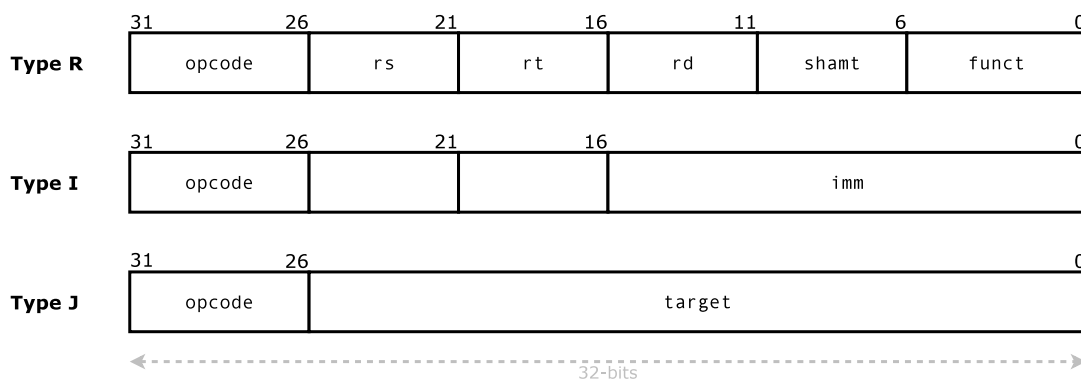 31 26 21 16 11 6 0
Type R opcode rs rt rd shamt funct
31 26 21 16 0
Type I opcode imm
31 26 0
Type J opcode target
32-bits